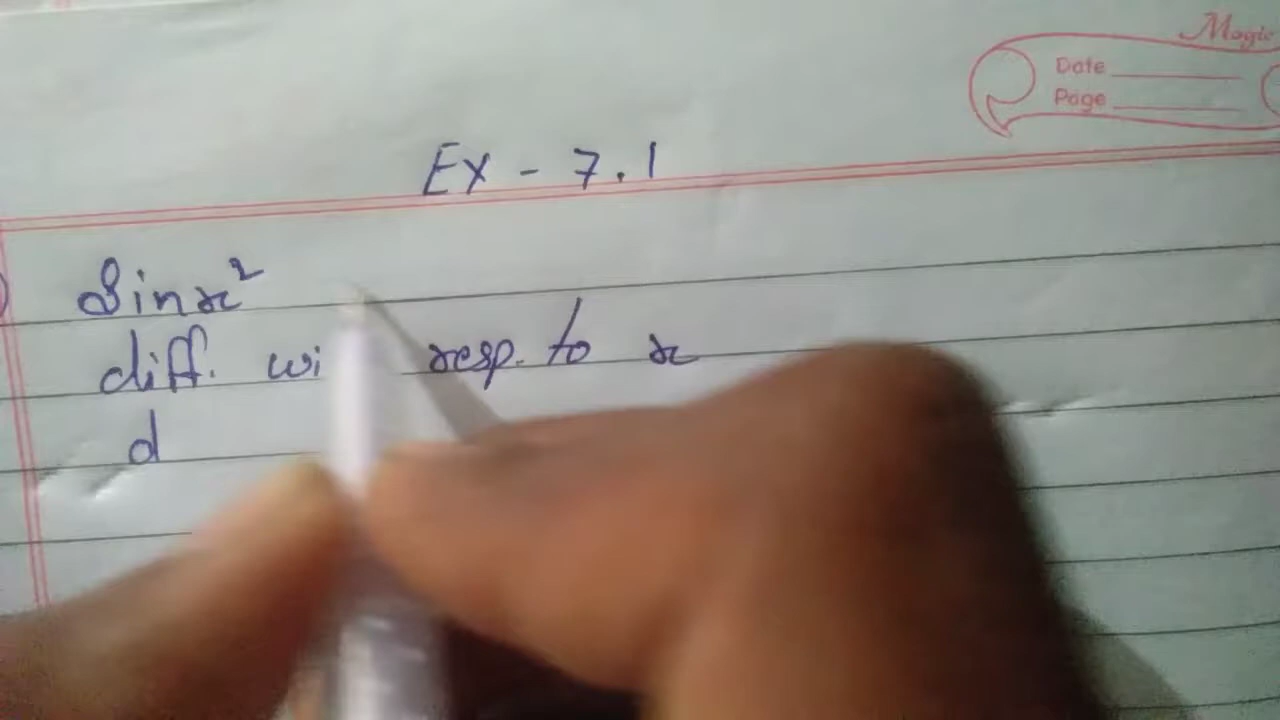 Magic
Date
Page
Ex - 7.1
Sinx²
diff. resp. to x
d